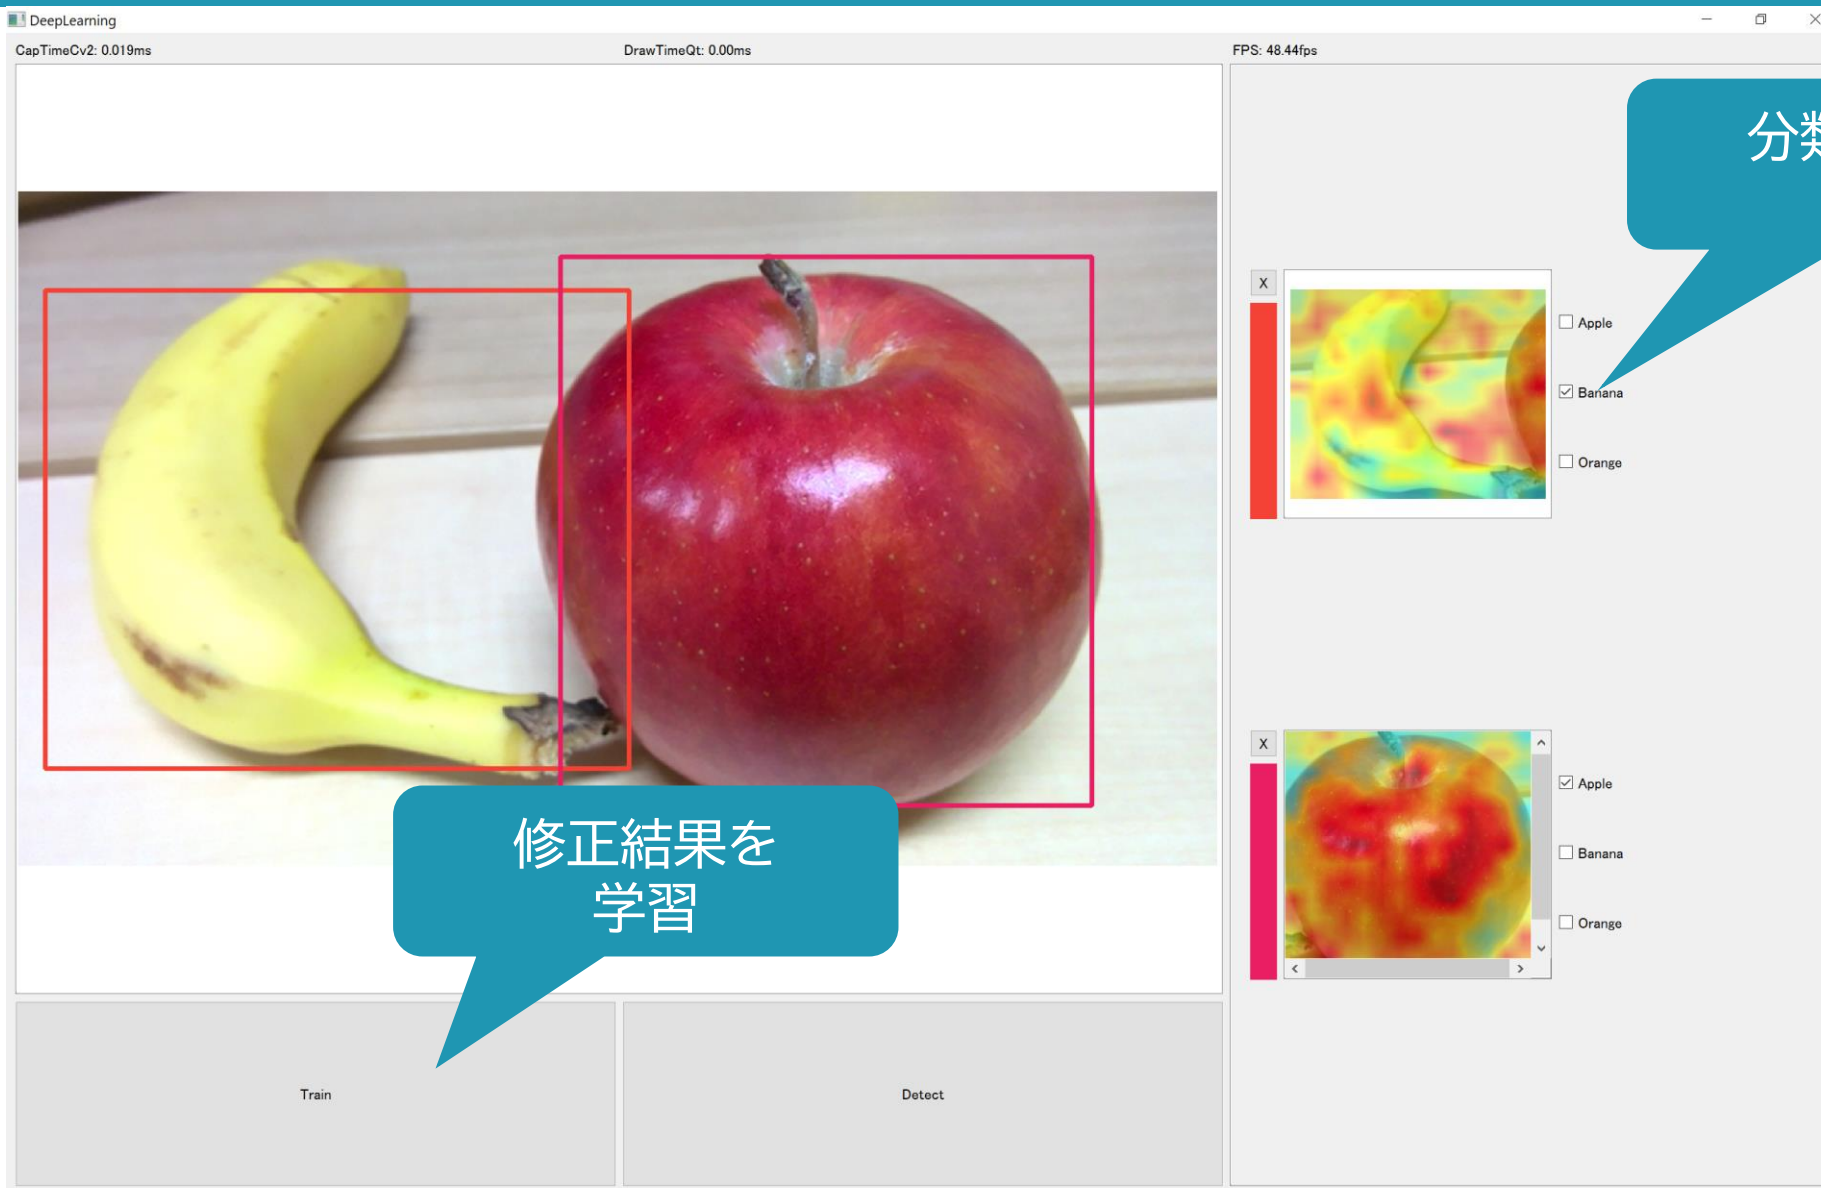 DeepLearning
CapTimeCv2: 0.019ms
DrawTimeQt: 0.00ms
FPS: 48.44fps
分類
X
Apple
Banana
Orange
X
Apple
Banana
Orange
修正結果を
学習
Train
Detect